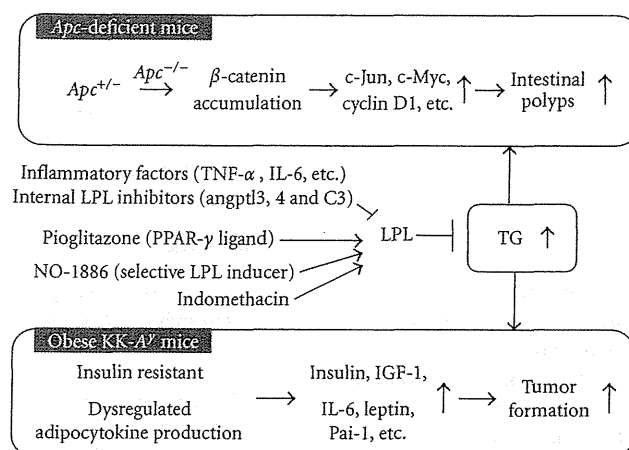 Apc-deficient mice
Apc+/- Apc-/- → β-catenin accumulation → c-Jun, c-Myc, cyclin D1, etc. ↑ → Intestinal polyps ↑
Inflammatory factors (TNF-α , IL-6, etc.)
Internal LPL inhibitors (angptl3, 4 and C3)
Pioglitazone (PPAR-γ ligand)
LPL
TG ↑
NO-1886 (selective LPL inducer)
Indomethacin
Obese KK-Ay mice
Insulin resistant
Dysregulated
adipocytokine production
Insulin, IGF-1,
IL-6, leptin,
Pai-1, etc.
↑
Tumor
formation ↑